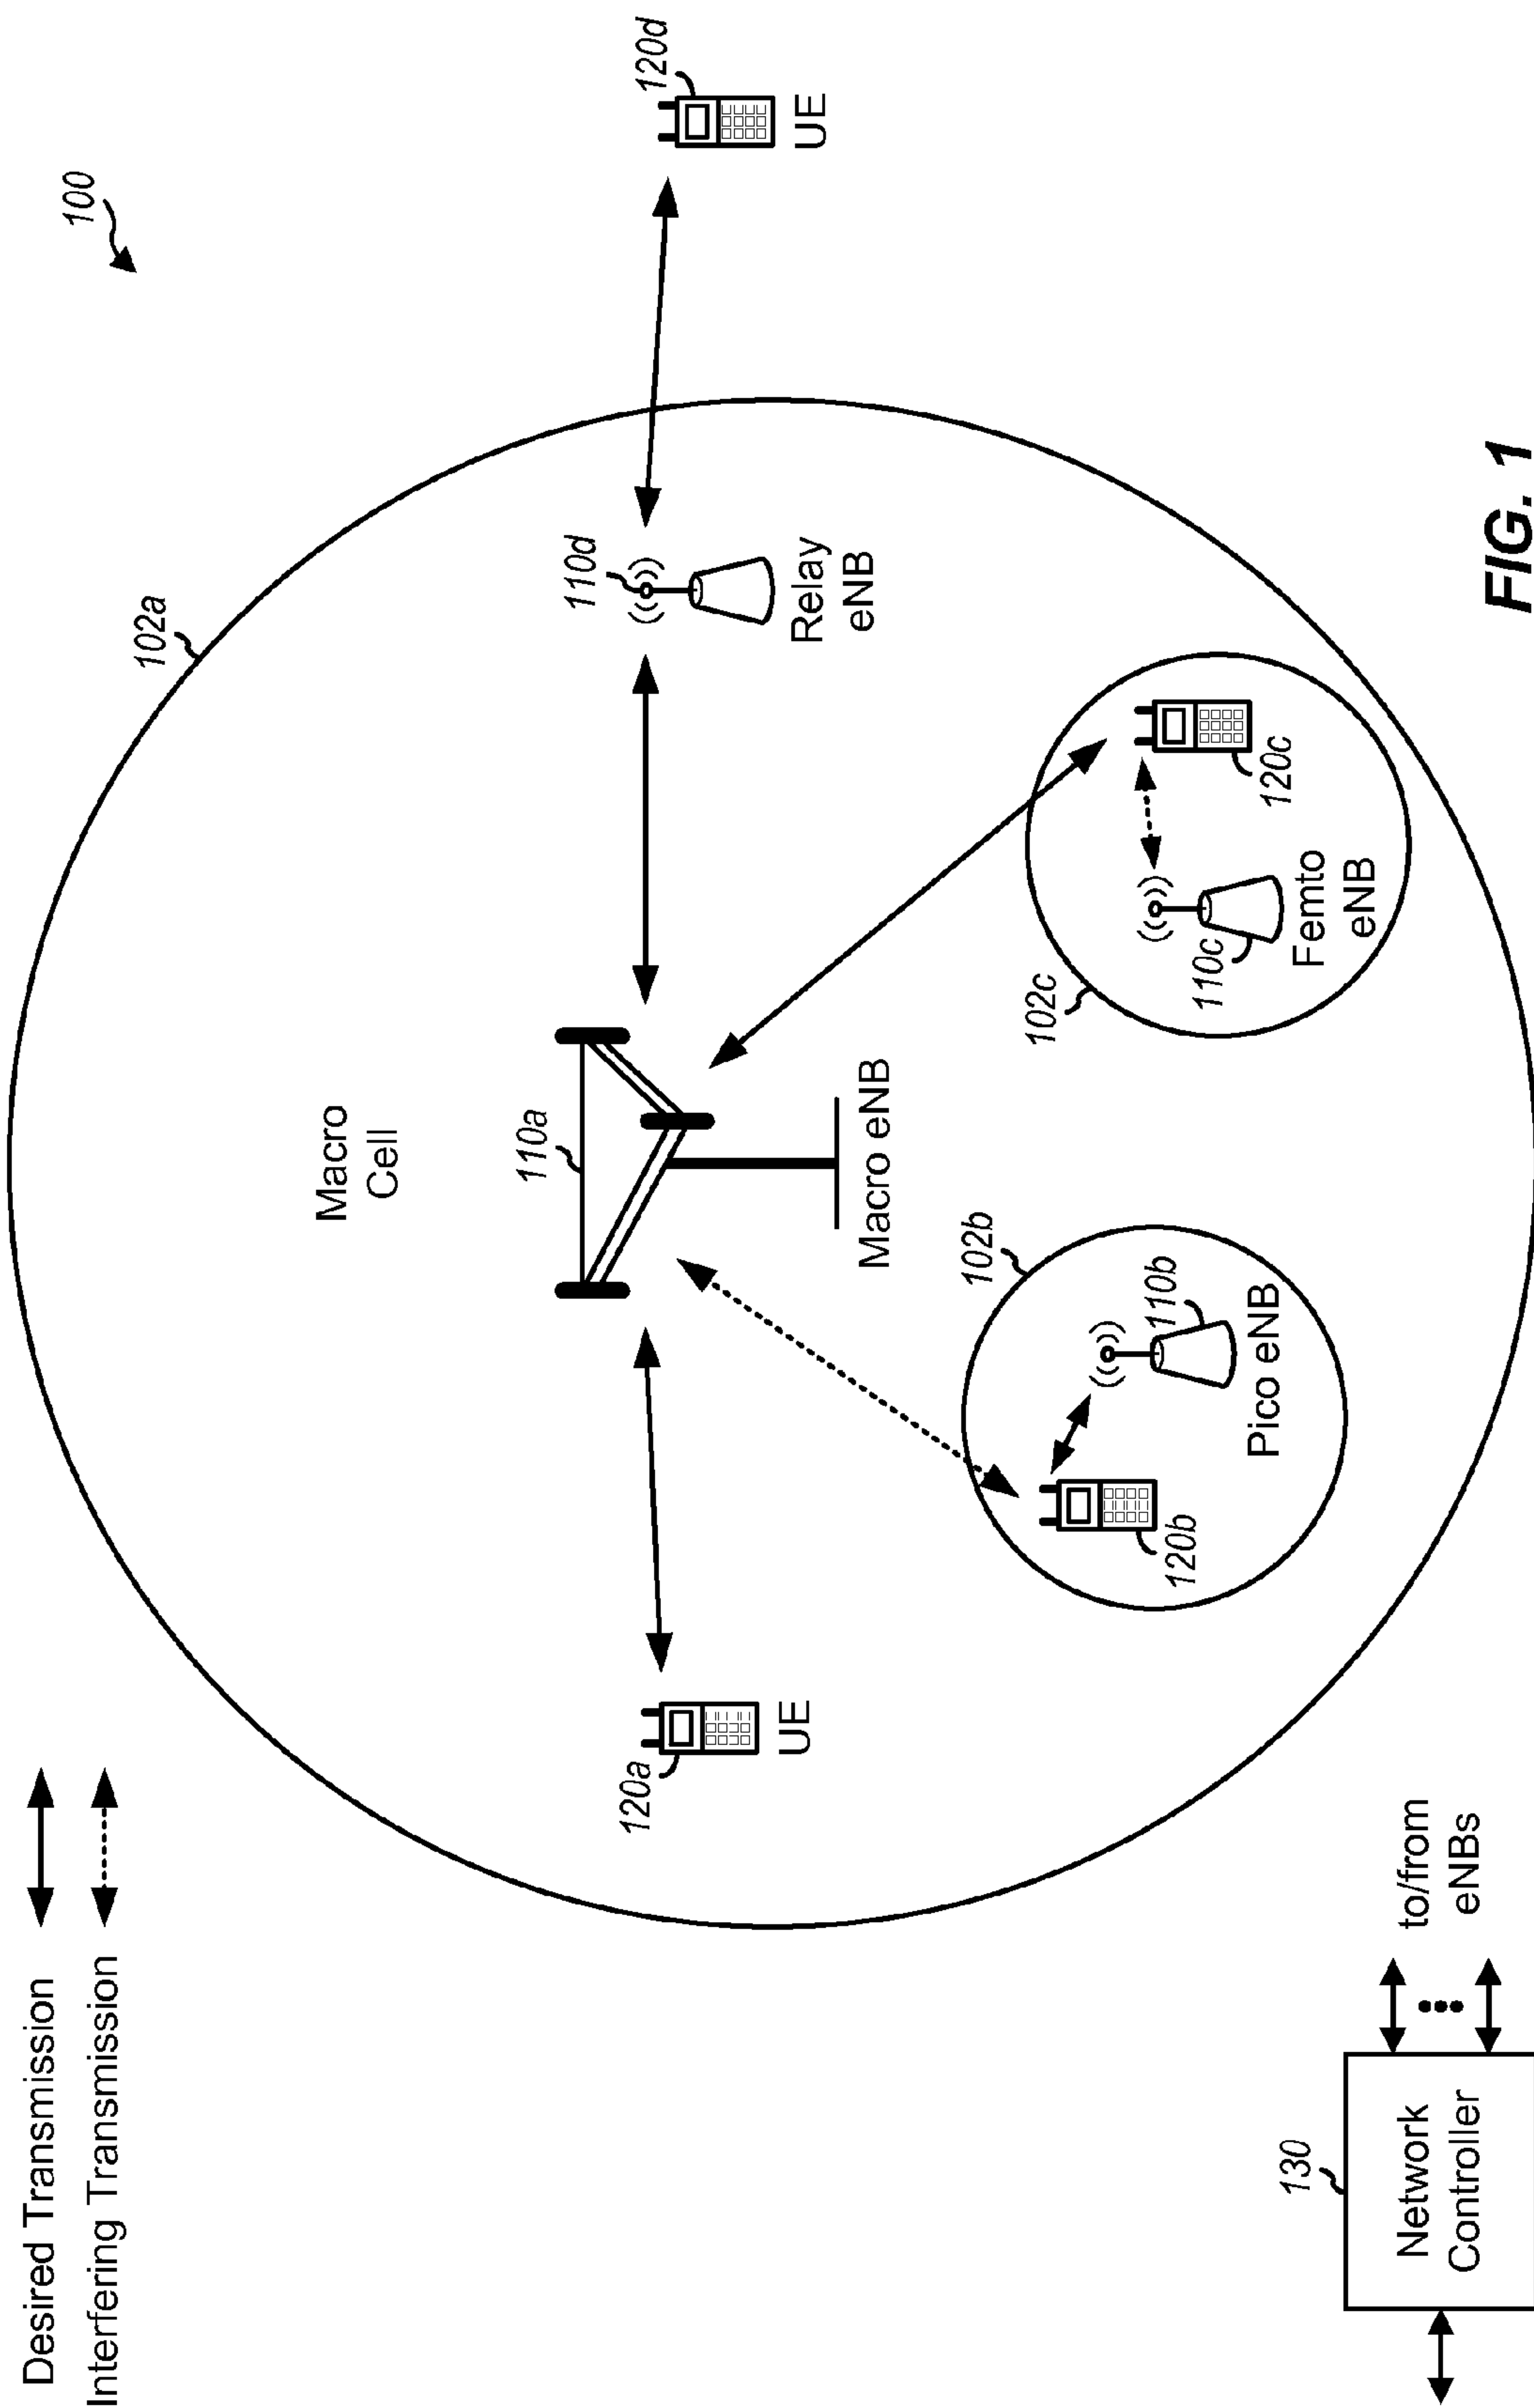 Desired Transmission
Interfering Transmission
100
102a
Macro
Cell
110a
Macro eNB
120a
UE
110d
Relay
eNB
120d
UE
102b
110b
Pico eNB
120b
102c
110c
Femto
eNB
120c
130
Network
Controller
to/from
eNBs
FIG. 1